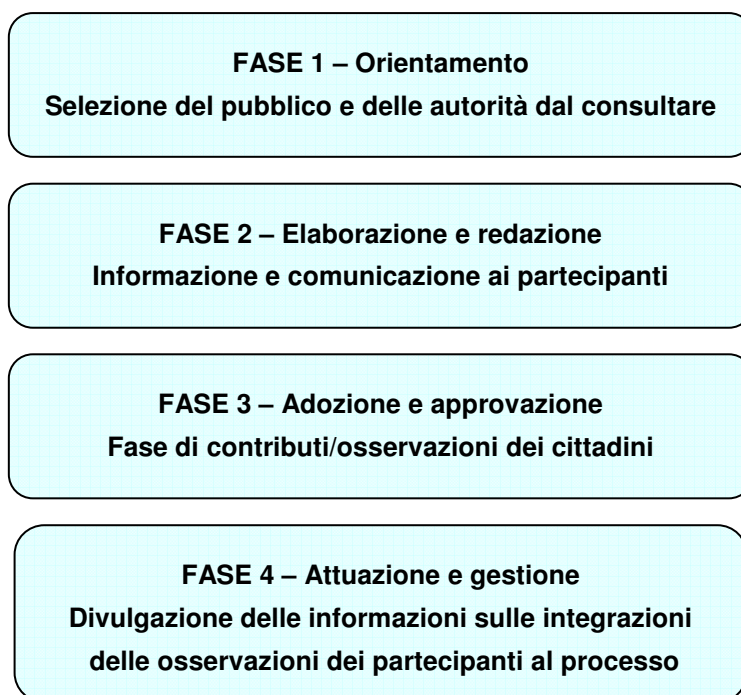 FASE 1 – Orientamento
Selezione del pubblico e delle autorità dal consultare
FASE 2 – Elaborazione e redazione
Informazione e comunicazione ai partecipanti
FASE 3 – Adozione e approvazione
Fase di contributi/osservazioni dei cittadini
FASE 4 – Attuazione e gestione
Divulgazione delle informazioni sulle integrazioni
delle osservazioni dei partecipanti al processo